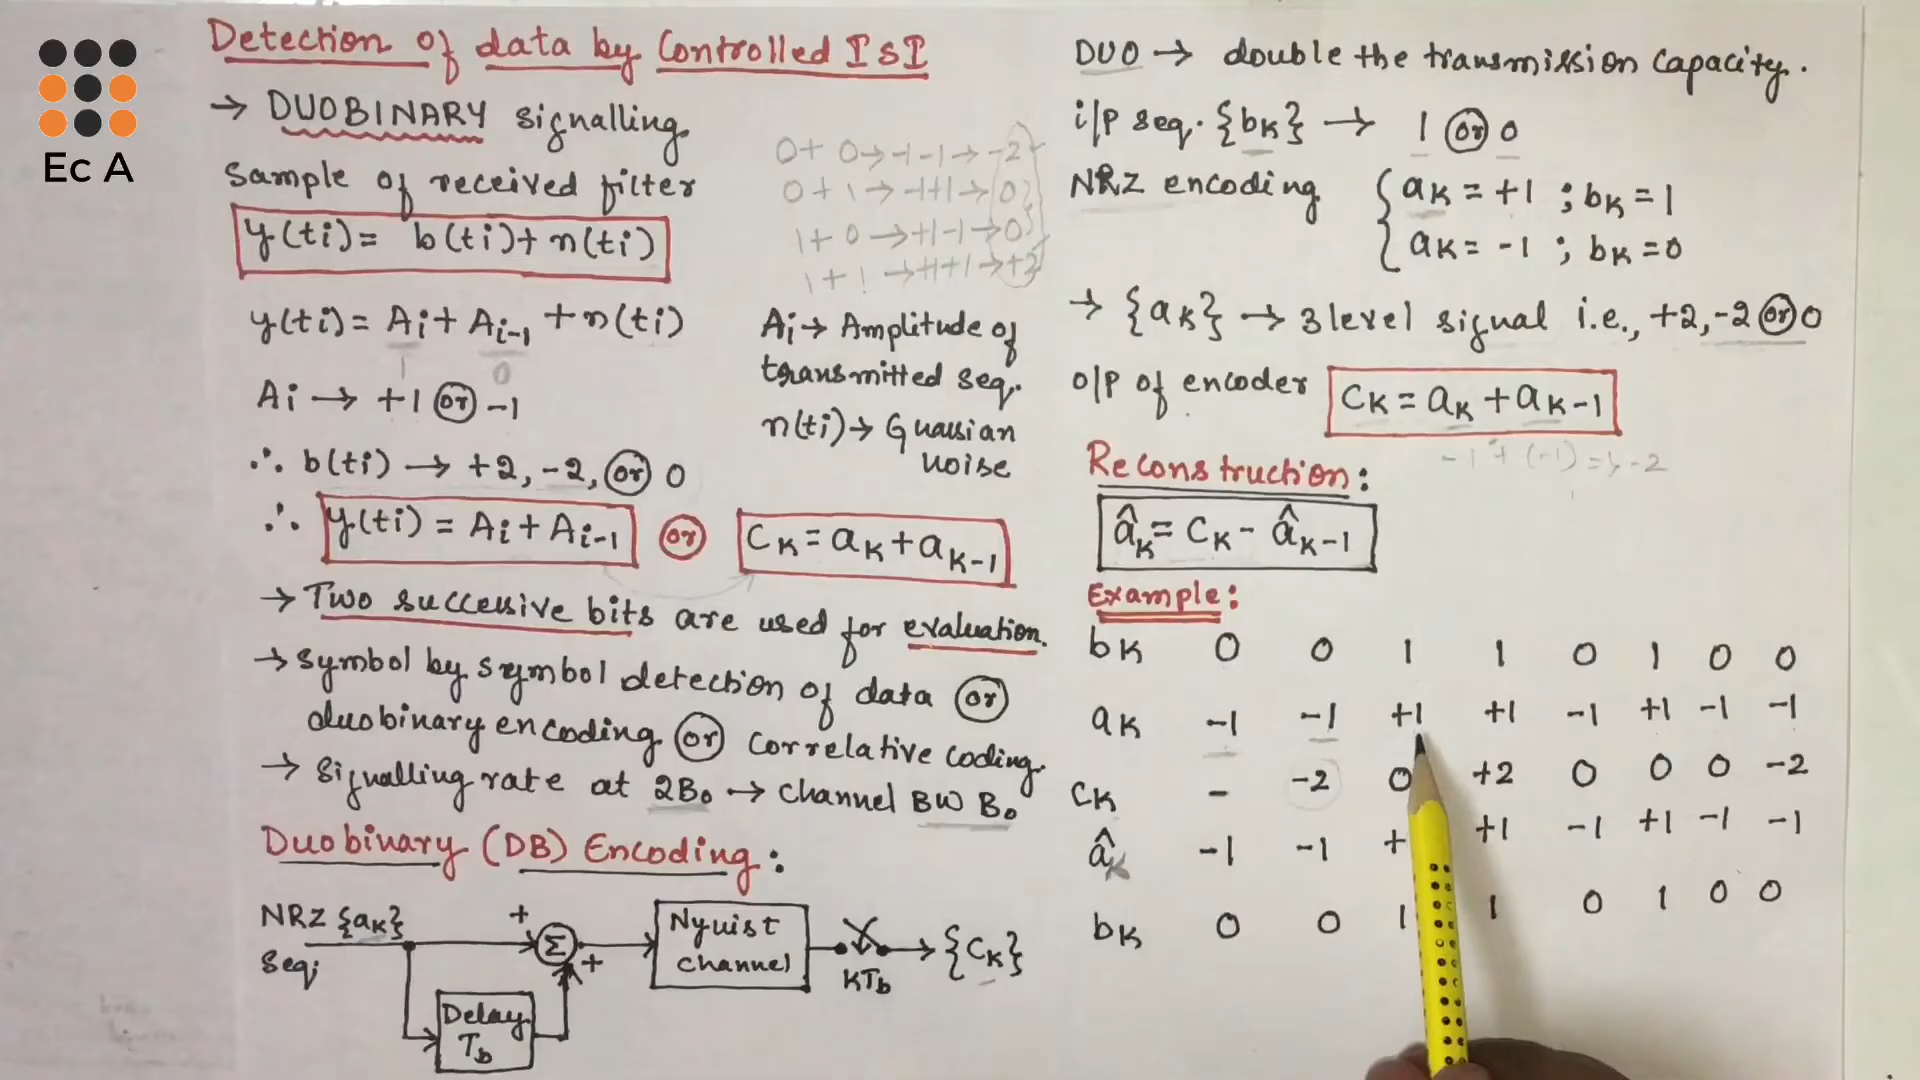 Ec A
Detection of data by Controlled ISI
→ DUOBINARY signalling
Sample of received filter
y(ti) = b(ti) + n(ti)
0 + 0 → -1 -1 → -2
0 + 1 → -1+1 → 0
1 + 0 → +1-1 → 0
1 + 1 → +1+1 → +2
y(ti) = Ai + Ai-1 + n(ti)
1 0
Ai → +1 or -1
Ai → Amplitude of
transmitted seq.
n(ti) → Guassian
noise
∴ b(ti) → +2, -2, or 0
∴ y(ti) = Ai + Ai-1 or CK = aK + aK-1
→ Two successive bits are used for evaluation.
→ Symbol by symbol detection of data or
duobinary encoding or correlative coding.
→ Signalling rate at 2B0 → channel BW B0
Duobinary (DB) Encoding:
NRZ {aK}
Seq;
+
Σ
+
Delay
Tb
Nyuist
channel
KTb
{CK}
DUO → double the transmission capacity.
i/p seq. {bK} → 1 or 0
NRZ encoding { aK = +1 ; bK = 1
aK = -1 ; bK = 0
→ {aK} → 3 level signal i.e., +2, -2 or 0
O/P of encoder CK = aK + aK-1
-1 + (-1) => -2
Reconstruction:
âK = CK - âK-1
Example:
bK 0 0 1 1 0 1 0 0
aK -1 -1 +1 +1 -1 +1 -1 -1
CK - -2 0 +2 0 0 0 -2
âK -1 -1 + +1 -1 +1 -1 -1
bK 0 0 1 1 0 1 0 0